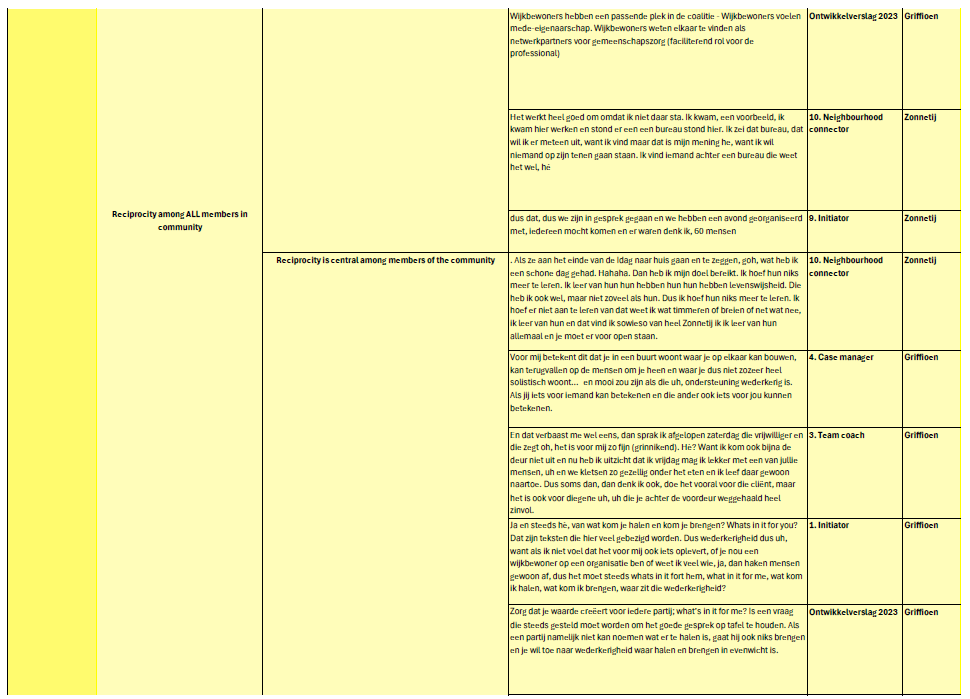 Wijkbewoners hebben een passende plek in de coalitie - Wijkbewoners voelen
mede-eigenaarschap. Wijkbewoners weten elkaar te vinden als
netwerkpartners voor gemeenschapszorg (faciliterend rol voor de
professional)
Ontwikkelverslag 2023
Griffioen
Het werkt heel goed om omdat ik niet daar sta. Ik kwam, een voorbeeld, ik
kwam hier werken en stond er een een bureau stond hier. Ik zei dat bureau, dat
wil ik er meteen uit, want ik vind maar dat is mijn mening he, want ik wil
niemand op zijn tenen gaan staan. Ik vind iemand achter een bureau die weet
het wel, hé
10. Neighbourhood
connector
Zonnetij
Reciprocity among ALL members in
community
dus dat, dus we zijn in gesprek gegaan en we hebben een avond georganiseerd
met, iedereen mocht komen en er waren denk ik, 60 mensen
9. Initiator
Zonnetij
Reciprocity is central among members of the community
. Als ze aan het einde van de ldag naar huis gaan en te zeggen, goh, wat heb ik
een schone dag gehad. Hahaha. Dan heb ik mijn doel bereikt. Ik hoef hun niks
meer te leren. Ik leer van hun hun hebben hun hun hebben levenswijsheid. Die
heb ik ook wel, maar niet zoveel als hun. Dus ik hoef hun niks meer te leren. Ik
hoef er niet aan te leren van dat weet ik wat timmeren of breien of net wat nee,
ik leer van hun en dat vind ik sowieso van heel Zonnetij ik ik leer van hun
allemaal en je moet er voor open staan.
10. Neighbourhood
connector
Zonnetij
Voor mij betekent dit dat je in een buurt woont waar je op elkaar kan bouwen,
kan terugvallen op de mensen om je heen en waar je dus niet zozeer heel
solistisch woont... en mooi zou zijn als die uh, ondersteuning wederkerig is.
Als jij iets voor iemand kan betekenen en die ander ook iets voor jou kunnen
betekenen.
4. Case manager
Griffioen
En dat verbaast me wel eens, dan sprak ik afgelopen zaterdag die vrijwilliger en
die zegt oh, het is voor mij zo fijn (grinnikend). Hé? Want ik kom ook bijna de
deur niet uit en nu heb ik uitzicht dat ik vrijdag mag ik lekker met een van jullie
mensen, uh en we kletsen zo gezellig onder het eten en ik leef daar gewoon
naartoe. Dus soms dan, dan denk ik ook, doe het vooral voor die cliënt, maar
het is ook voor diegene uh, uh die je achter de voordeur weggehaald heel
zinvol.
3. Team coach
Griffioen
Ja en steeds hè, van wat kom je halen en kom je brengen? Whats in it for you?
Dat zijn teksten die hier veel gebezigd worden. Dus wederkerigheid dus uh,
want als ik niet voel dat het voor mij ook iets oplevert, of je nou een
wijkbewoner op een organisatie ben of weet ik veel wie, ja, dan haken mensen
gewoon af, dus het moet steeds whats in it fort hem, what in it for me, wat kom
ik halen, wat kom ik brengen, waar zit die wederkerigheid?
1. Initiator
Griffioen
Zorg dat je waarde creëert voor iedere partij; what's in it for me? Is een vraag
die steeds gesteld moet worden om het goede gesprek op tafel te houden. Als
een partij namelijk niet kan noemen wat er te halen is, gaat hij ook niks brengen
en je wil toe naar wederkerigheid waar halen en brengen in evenwicht is.
Ontwikkelverslag 2023
Griffioen